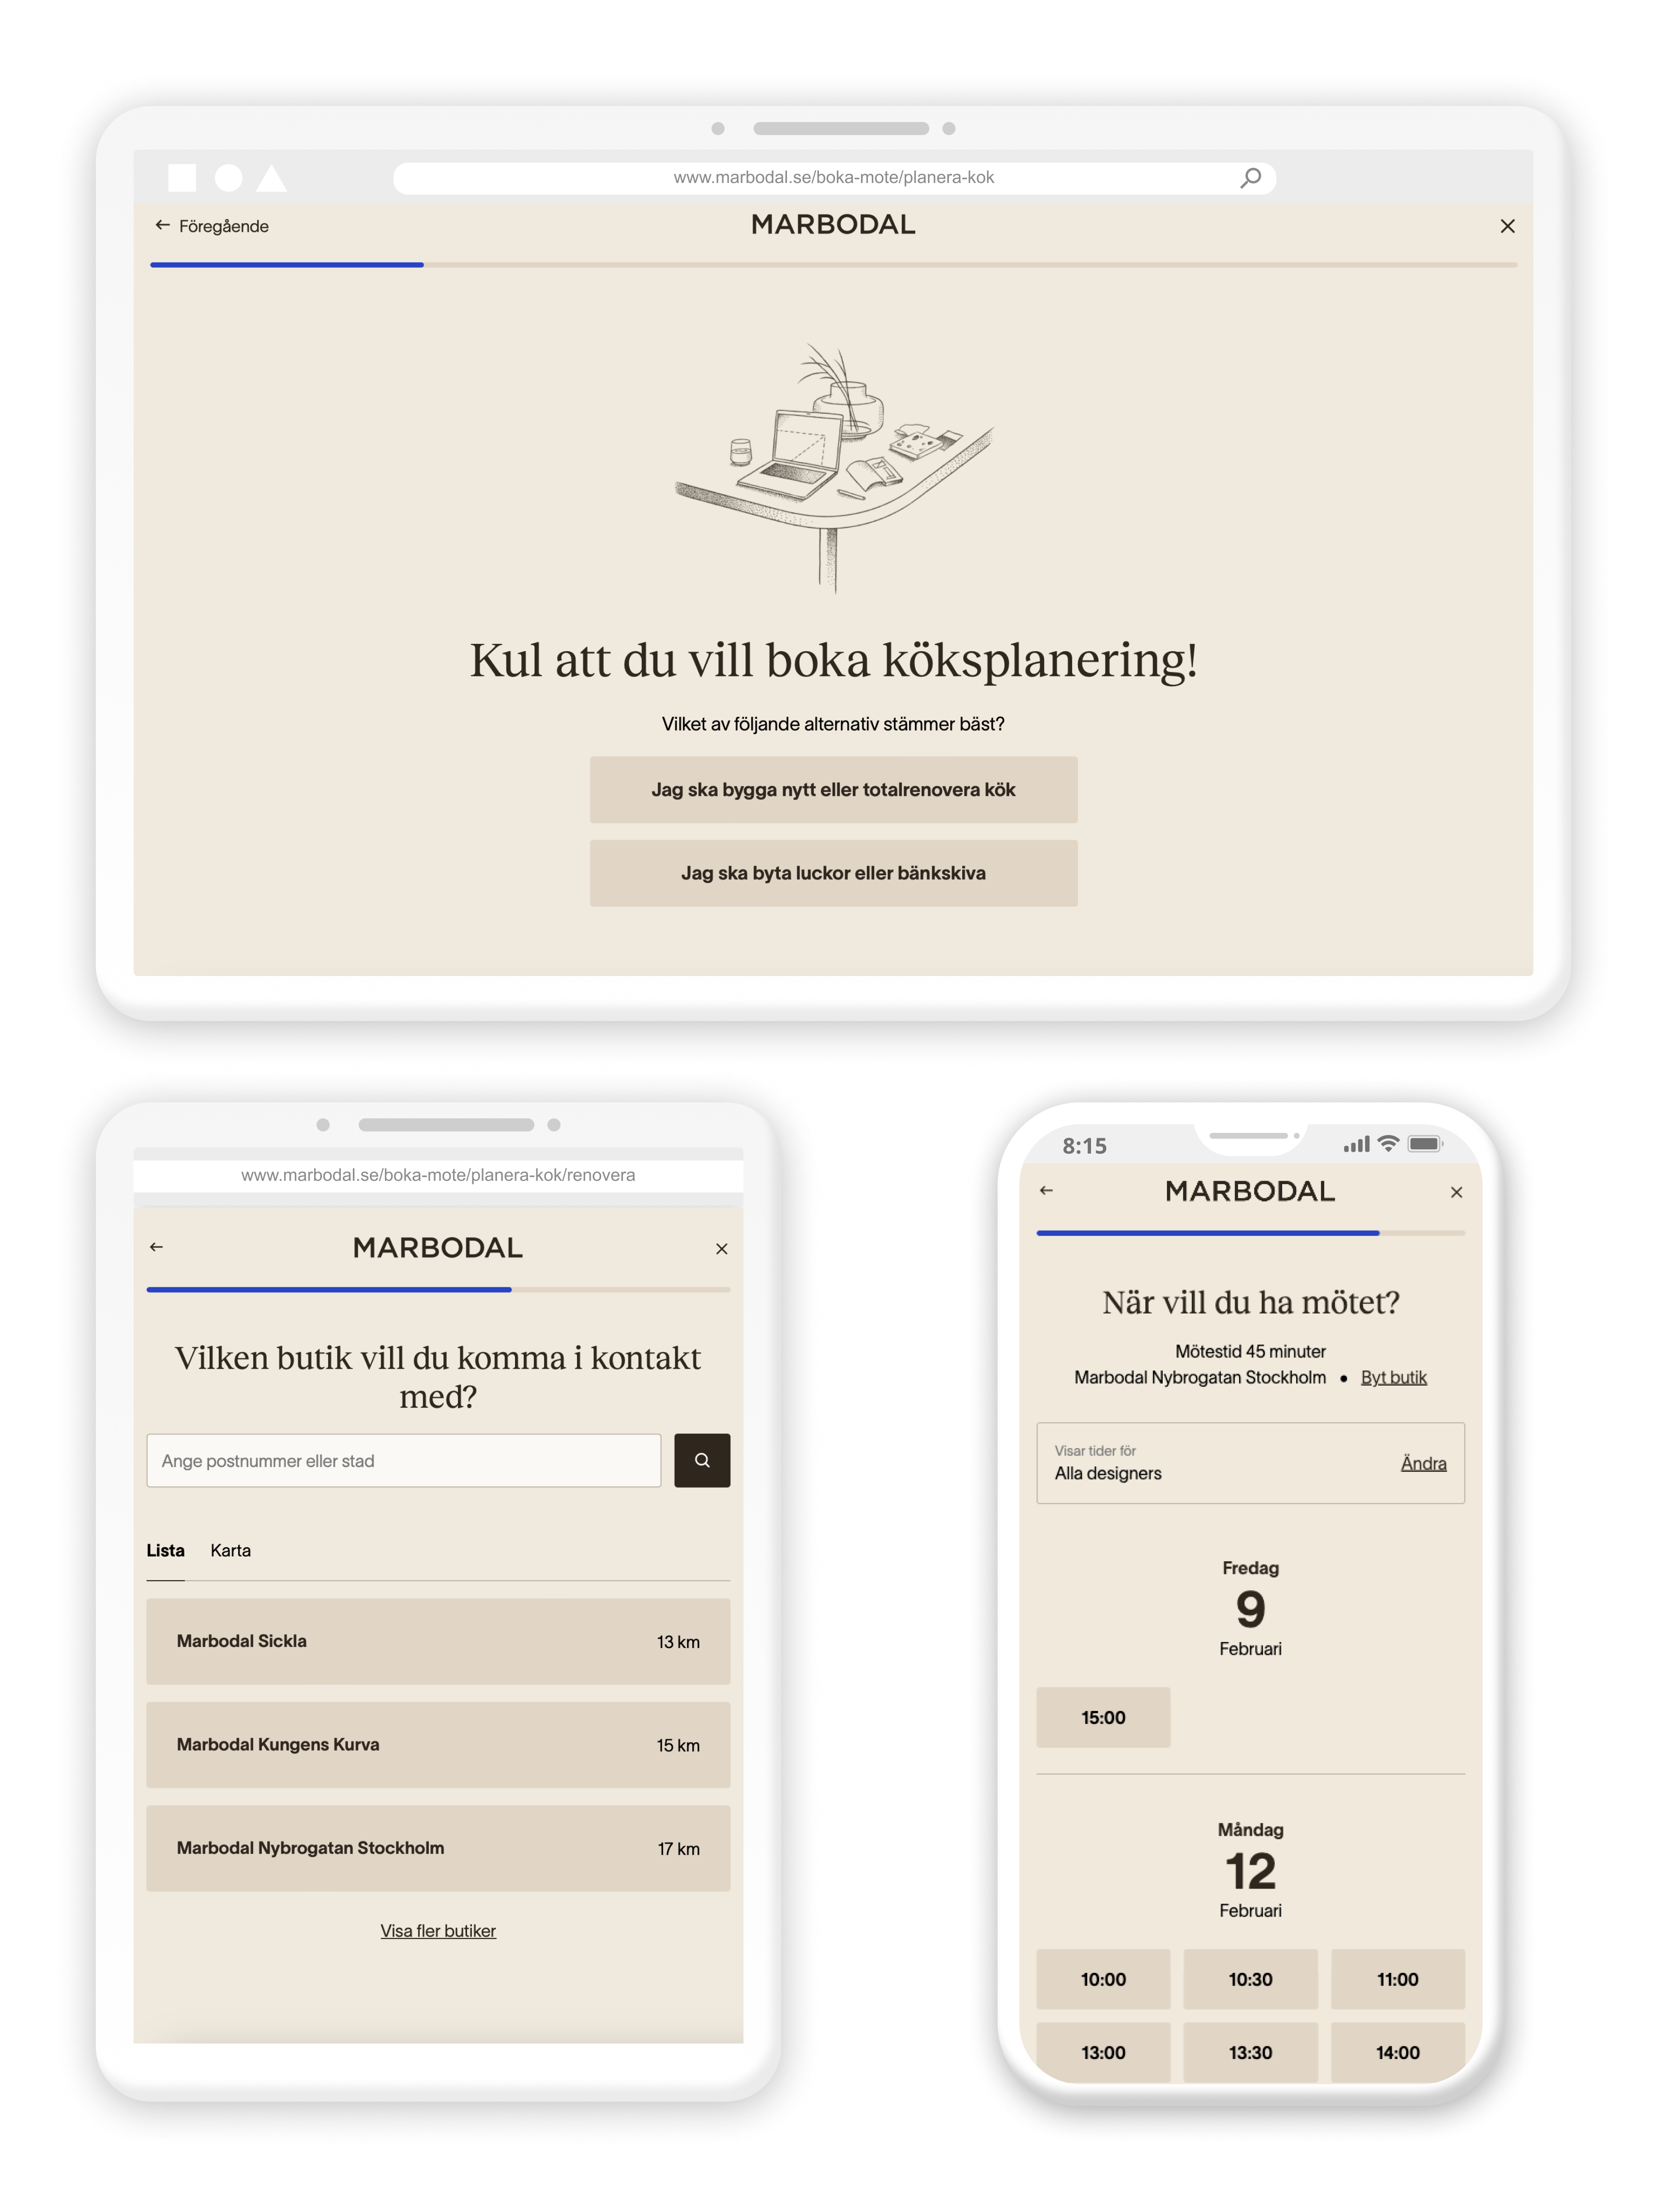 www.marbodal.se/boka-mote/planera-kok
Föregående
MARBODAL
Kul att du vill boka köksplanering!
Vilket av följande alternativ stämmer bäst?
Jag ska bygga nytt eller totalrenovera kök
Jag ska byta luckor eller bänkskiva
www.marbodal.se/boka-mote/planera-kok/renovera
MARBODAL
Vilken butik vill du komma i kontakt
med?
Ange postnummer eller stad
Lista Karta
Marbodal Sickla 13 km
Marbodal Kungens Kurva 15 km
Marbodal Nybrogatan Stockholm 17 km
Visa fler butiker
8:15
MARBODAL
När vill du ha mötet?
Mötestid 45 minuter
Marbodal Nybrogatan Stockholm • Byt butik
Visar tider för
Alla designers
Ändra
Fredag
9
Februari
15:00
Måndag
12
Februari
10:00 10:30 11:00
13:00 13:30 14:00